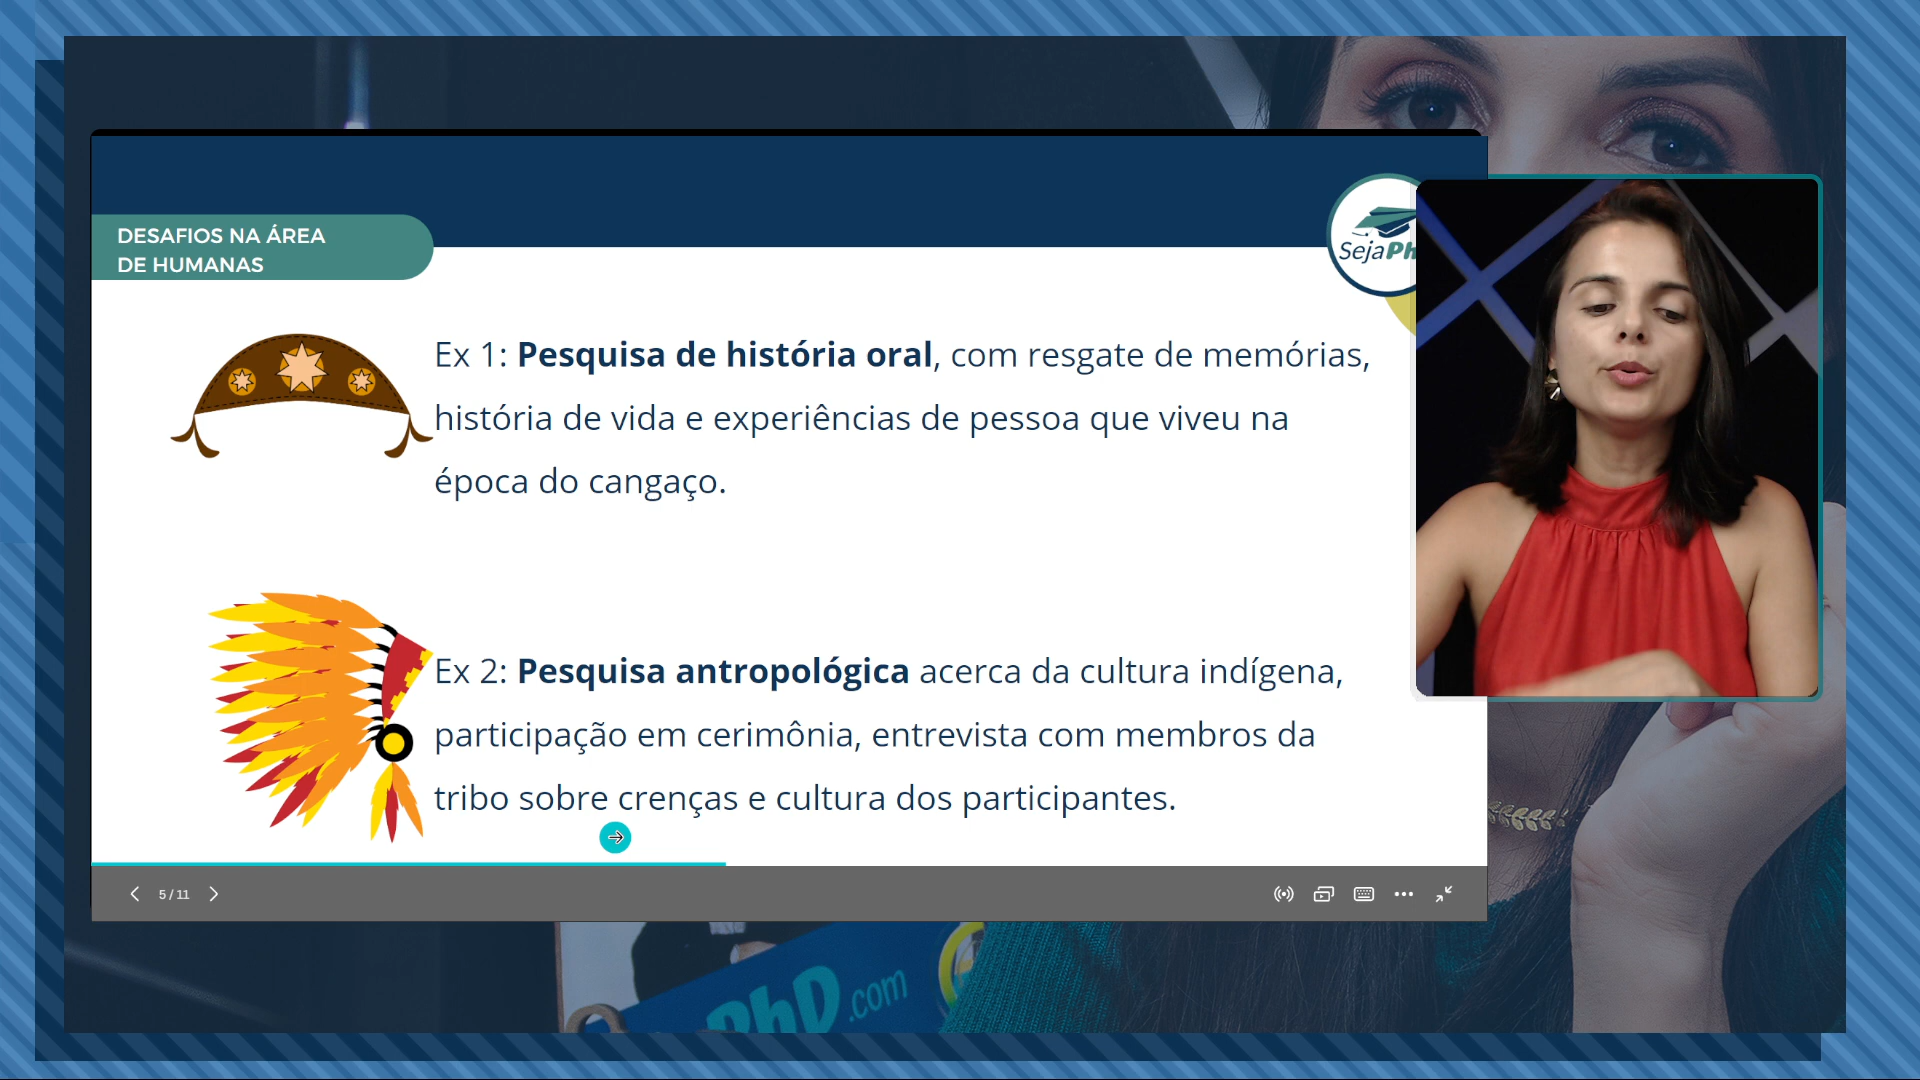 DESAFIOS NA ÁREA
DE HUMANAS
SejaPh
Ex 1: Pesquisa de história oral, com resgate de memórias,
história de vida e experiências de pessoa que viveu na
época do cangaço.
Ex 2: Pesquisa antropológica acerca da cultura indígena,
participação em cerimônia, entrevista com membros da
tribo sobre crenças e cultura dos participantes.
5 / 11
PhD.com